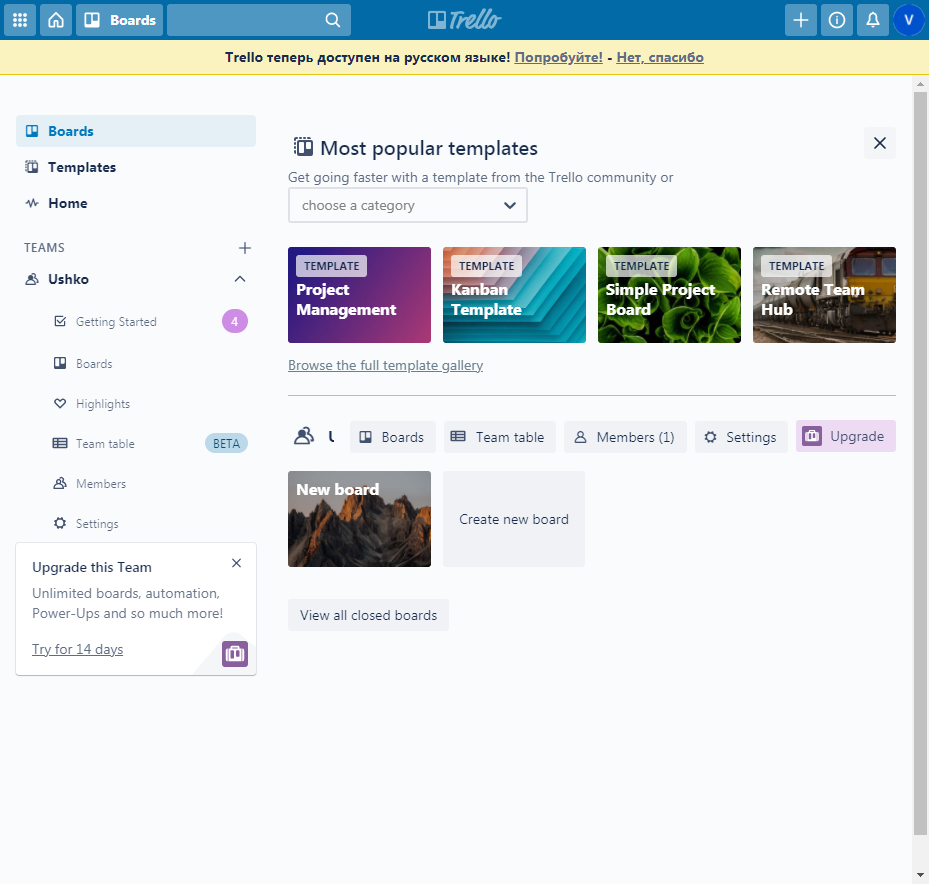 Boards
Trello
V
Trello теперь доступен на русском языке! Попробуйте! - Нет, спасибо
Boards
Templates
Home
TEAMS
Ushko
Getting Started
4
Boards
Highlights
Team table
BETA
Members
Settings
Upgrade this Team
Unlimited boards, automation,
Power-Ups and so much more!
Try for 14 days
Most popular templates
Get going faster with a template from the Trello community or
choose a category
TEMPLATE
Project
Management
TEMPLATE
Kanban
Template
TEMPLATE
Simple Project
Board
TEMPLATE
Remote Team
Hub
Browse the full template gallery
Boards
Team table
Members (1)
Settings
Upgrade
New board
Create new board
View all closed boards